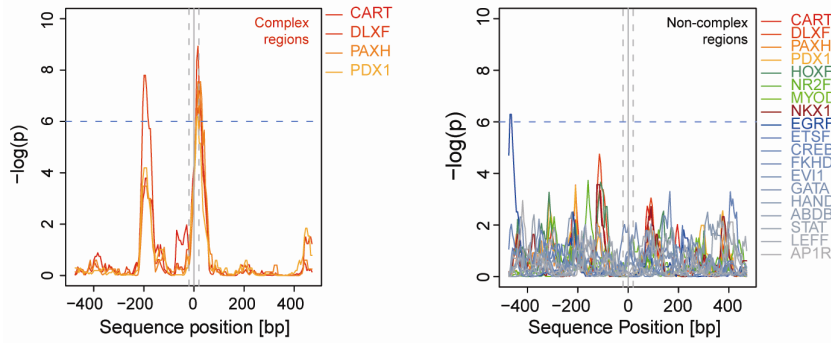 Complex
regions
CART
DLXF
PAXH
PDX1
10
8
6
4
2
0
−log(p)
−400
−200
0
200
400
Sequence position [bp]
Non-complex
regions
CART
DLXF
PAXH
PDX1
HOXF
NR2F
MYOD
NKX1
EGRF
ETSF
CREB
FKHD
EVI1
GATA
HAND
ABDB
STAT
LEFF
AP1R
10
8
6
4
2
0
−log(p)
−400
−200
0
200
400
Sequence Position [bp]